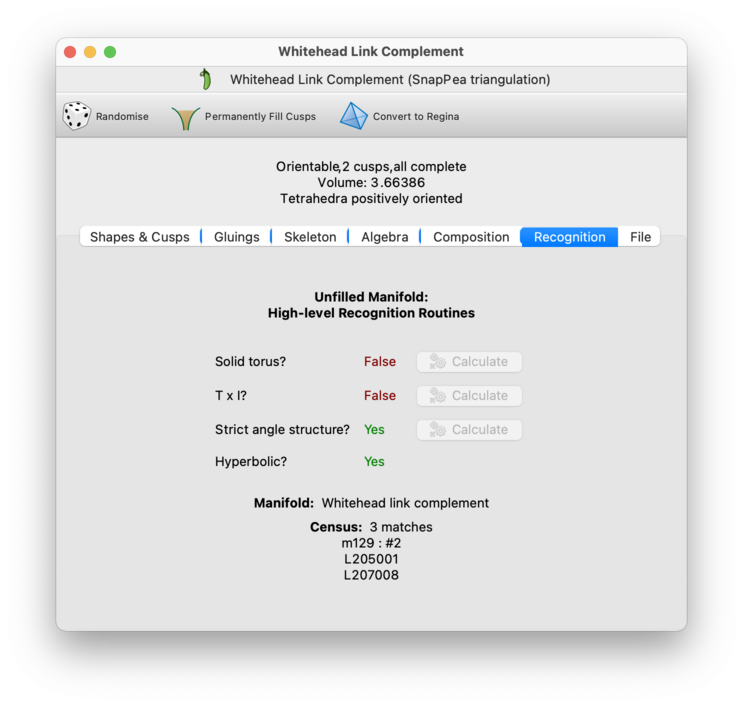 Whitehead Link Complement
Whitehead Link Complement (SnapPea triangulation)
Randomise Permanently Fill Cusps Convert to Regina
Orientable,2 cusps,all complete
Volume: 3.66386
Tetrahedra positively oriented
Shapes & Cusps Gluings Skeleton Algebra Composition Recognition File
Unfilled Manifold:
High-level Recognition Routines
Solid torus? False Calculate
T x I? False Calculate
Strict angle structure? Yes Calculate
Hyperbolic? Yes
Manifold: Whitehead link complement
Census: 3 matches
m129 : #2
L205001
L207008